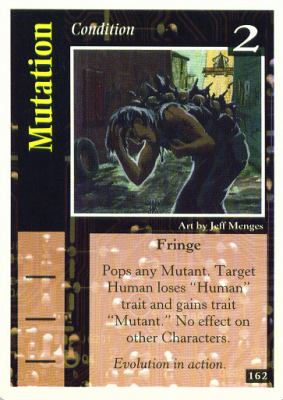 Mutation
Condition
2
Art by Jeff Menges
Fringe
Pops any Mutant. Target
Human loses “Human”
trait and gains trait
“Mutant.” No effect on
other Characters.
Evolution in action.
162